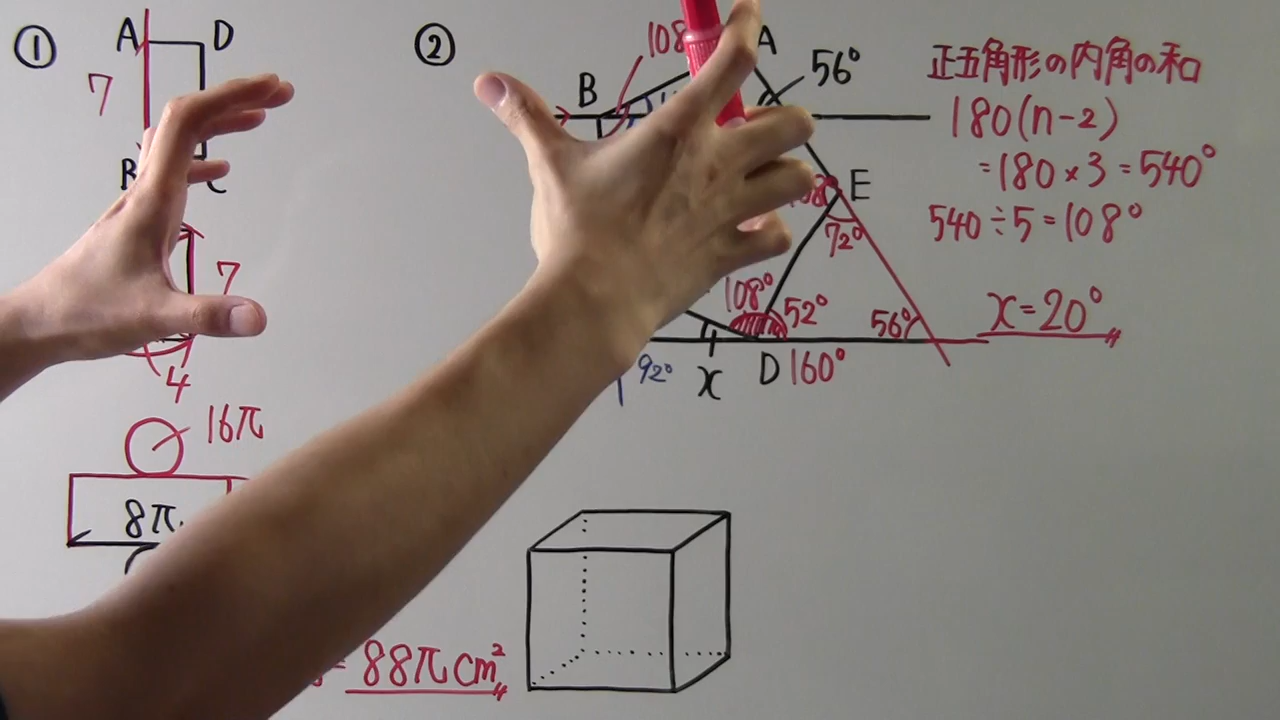 ①
A D
7
B C
7
4
16π
8π
= 88πcm²
②
108
A
56°
B
E
72°
108°
52°
56°
92°
x
D
160°
正五角形の内角の和
180(n-2)
=180×3=540°
540÷5=108°
x=20°